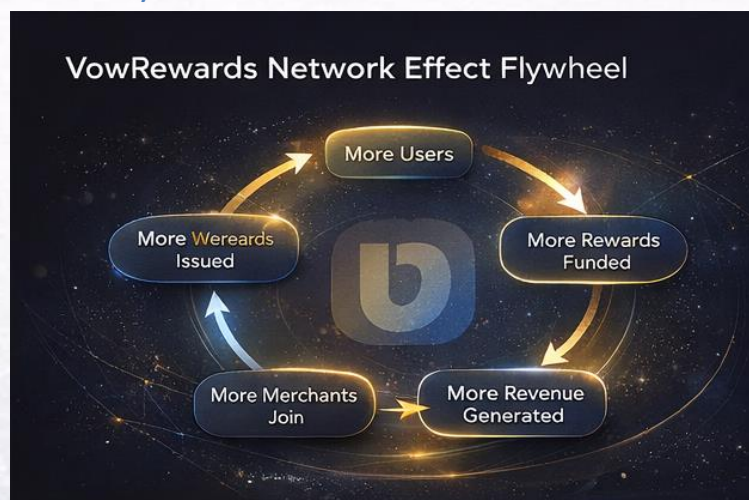 VowRewards Network Effect Flywheel
More Users
More Wereards
Issued
More Rewards
Funded
More Merchants
Join
More Revenue
Generated